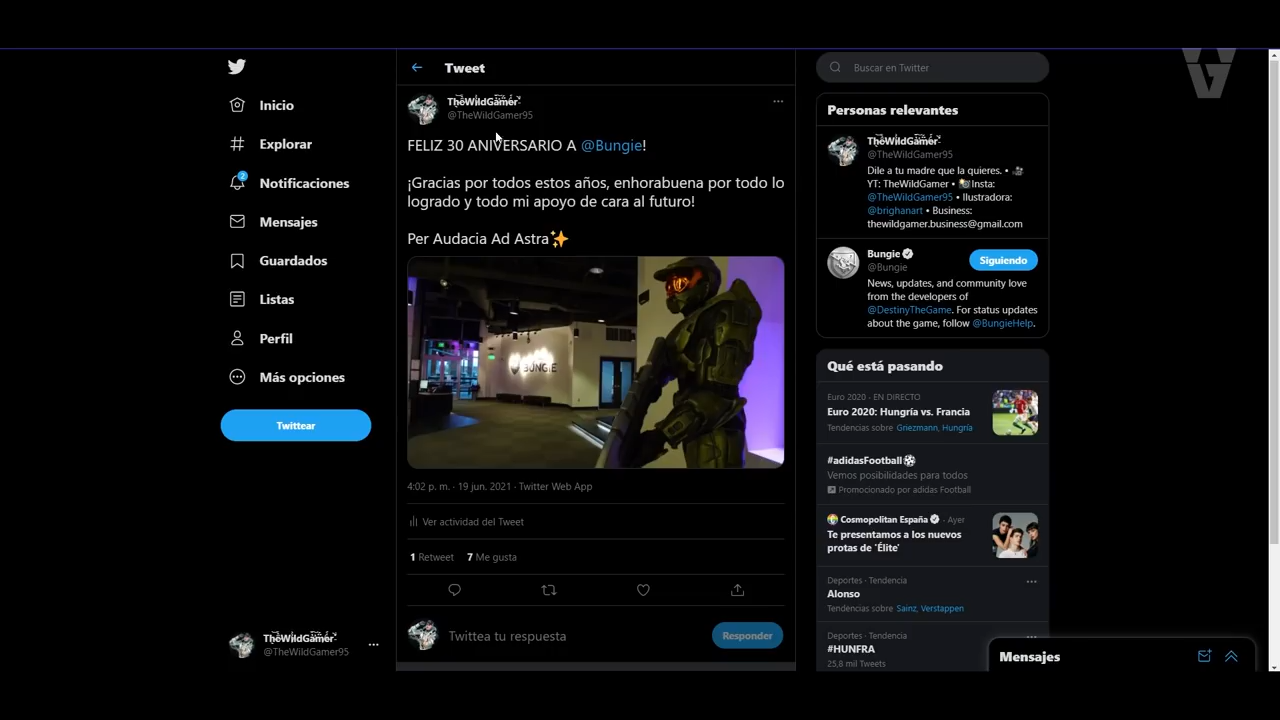 Tweet
Buscar en Twitter
Inicio
Explorar
2
Notificaciones
Mensajes
Guardados
Listas
Perfil
Más opciones
Twittear
TheWildGamer
@TheWildGamer95
TheWildGamer
@TheWildGamer95
FELIZ 30 ANIVERSARIO A @Bungie!
¡Gracias por todos estos años, enhorabuena por todo lo
logrado y todo mi apoyo de cara al futuro!
Per Audacia Ad Astra✨
BUNGIE
4:02 p. m. · 19 jun. 2021 · Twitter Web App
Ver actividad del Tweet
1 Retweet 7 Me gusta
Twittea tu respuesta
Responder
Personas relevantes
TheWildGamer
@TheWildGamer95
Dile a tu madre que la quieres. • 🎥
YT: TheWildGamer • 📸Insta:
@TheWildGamer95 • Ilustradora:
@brighanart • Business:
thewildgamer.business@gmail.com
Bungie
@Bungie
Siguiendo
News, updates, and community love
from the developers of
@DestinyTheGame. For status updates
about the game, follow @BungieHelp.
Qué está pasando
Euro 2020 · EN DIRECTO
Euro 2020: Hungría vs. Francia
Tendencias sobre Griezmann, Hungría
#adidasFootball⚽
Vemos posibilidades para todos
Promocionado por adidas Football
Cosmopolitan España · Ayer
Te presentamos a los nuevos
protas de 'Élite'
Deportes · Tendencia
Alonso
Tendencias sobre Sainz, Verstappen
Deportes · Tendencia
#HUNFRA
25,8 mil Tweets
Mensajes